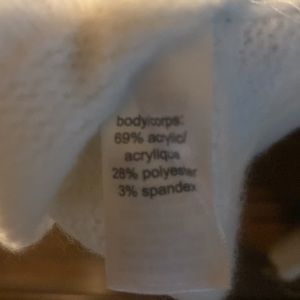 body/corps:
69% acrylic/
acrylique
28% polyester
3% spandex